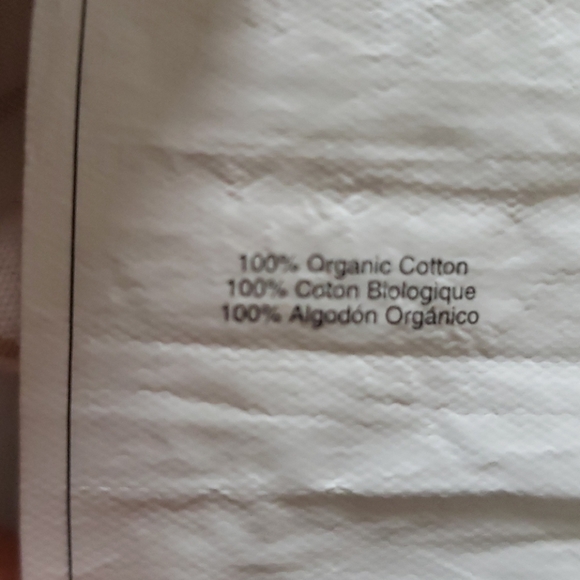 100% Organic Cotton
100% Coton Biologique
100% Algodón Orgánico